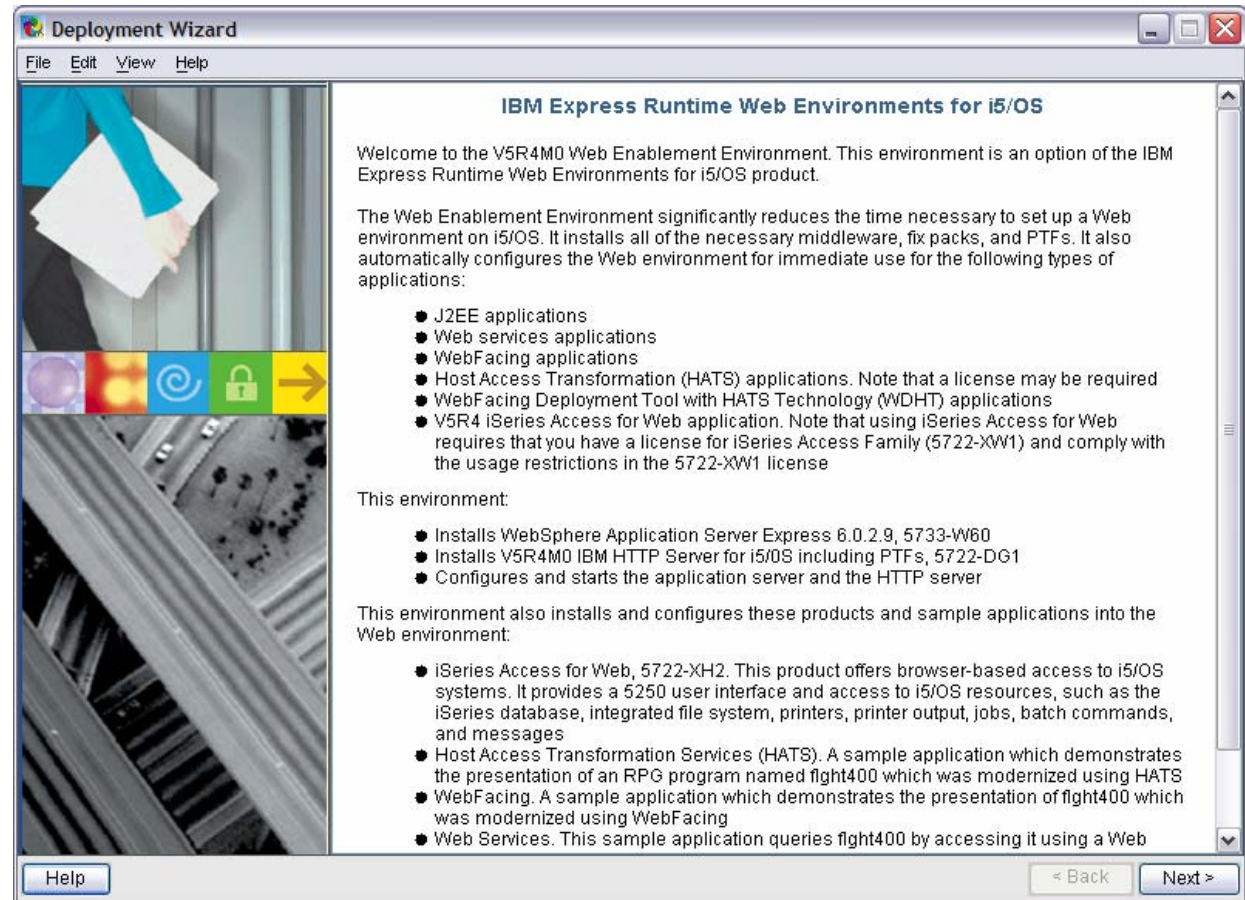 Deployment Wizard
File Edit View Help
IBM Express Runtime Web Environments for i5/OS
Welcome to the V5R4M0 Web Enablement Environment. This environment is an option of the IBM
Express Runtime Web Environments for i5/OS product.
The Web Enablement Environment significantly reduces the time necessary to set up a Web
environment on i5/OS. It installs all of the necessary middleware, fix packs, and PTFs. It also
automatically configures the Web environment for immediate use for the following types of
applications:
J2EE applications
Web services applications
WebFacing applications
Host Access Transformation (HATS) applications. Note that a license may be required
WebFacing Deployment Tool with HATS Technology (WDHT) applications
V5R4 iSeries Access for Web application. Note that using iSeries Access for Web
requires that you have a license for iSeries Access Family (5722-XW1) and comply with
the usage restrictions in the 5722-XW1 license
This environment:
Installs WebSphere Application Server Express 6.0.2.9, 5733-W60
Installs V5R4M0 IBM HTTP Server for i5/0S including PTFs, 5722-DG1
Configures and starts the application server and the HTTP server
This environment also installs and configures these products and sample applications into the
Web environment:
iSeries Access for Web, 5722-XH2. This product offers browser-based access to i5/OS
systems. It provides a 5250 user interface and access to i5/OS resources, such as the
iSeries database, integrated file system, printers, printer output, jobs, batch commands,
and messages
Host Access Transformation Services (HATS). A sample application which demonstrates
the presentation of an RPG program named flght400 which was modernized using HATS
WebFacing. A sample application which demonstrates the presentation of flght400 which
was modernized using WebFacing
Web Services. This sample application queries flght400 by accessing it using a Web
Help
< Back
Next >